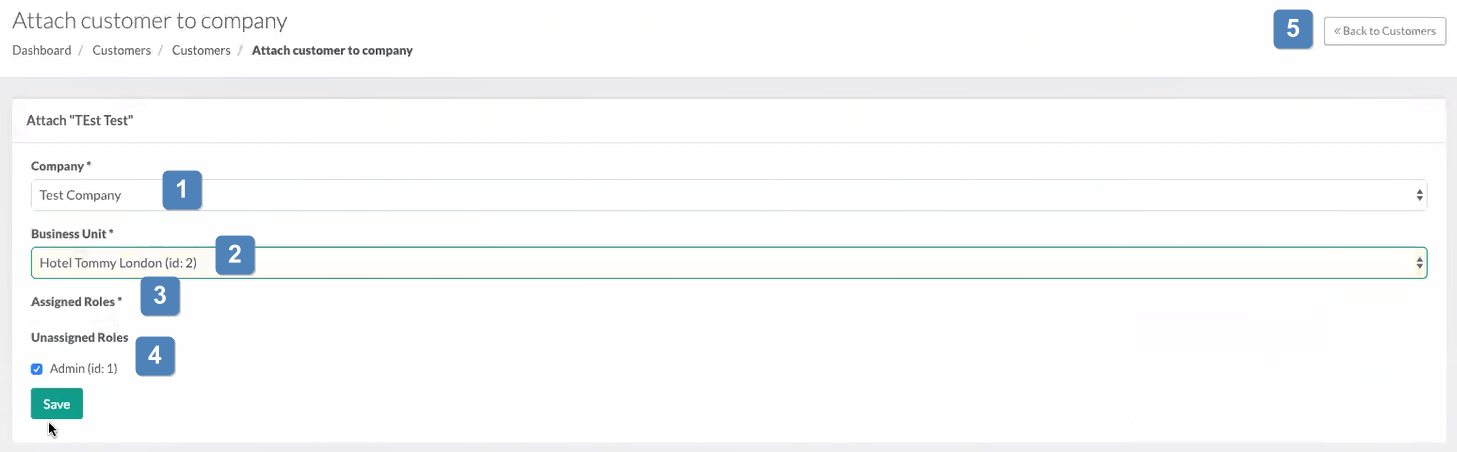 Attach customer to company
5
« Back to Customers
Dashboard / Customers / Customers / Attach customer to company
Attach "TEst Test"
Company *
Test Company
1
Business Unit *
Hotel Tommy London (id: 2)
2
Assigned Roles *
3
Unassigned Roles
4
Admin (id: 1)
Save